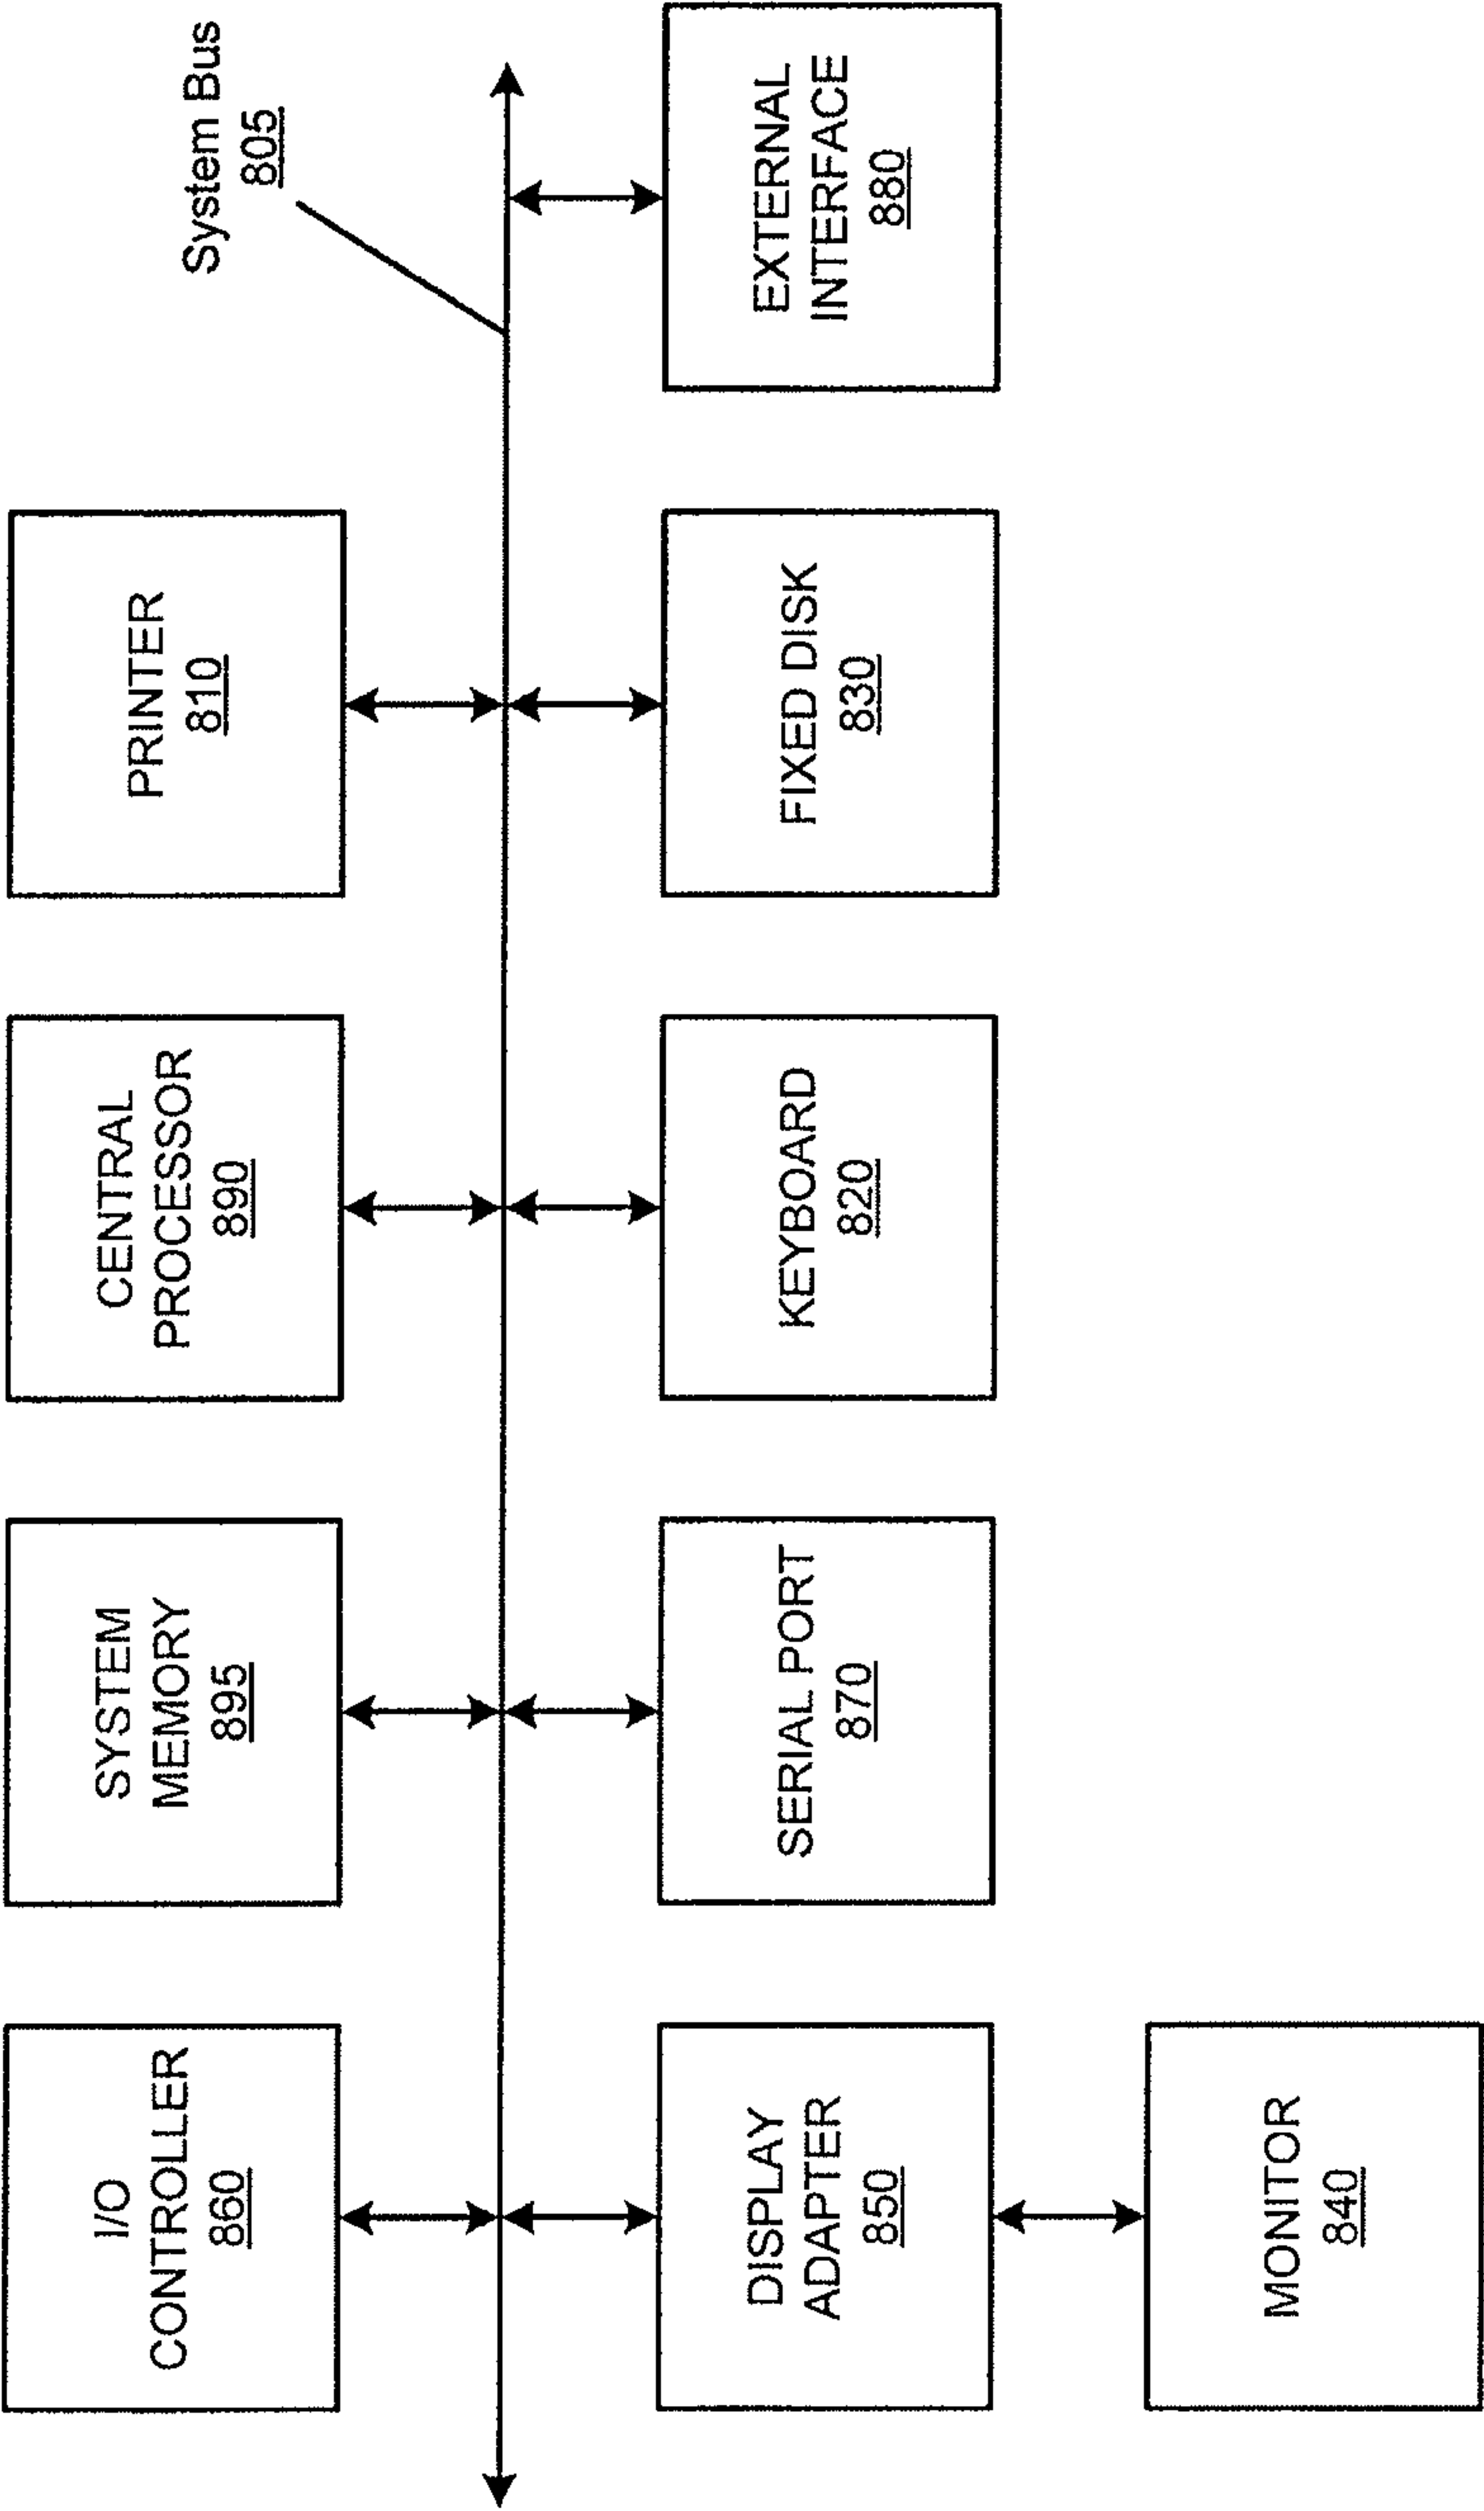 System Bus
805
I/O
CONTROLLER
860
SYSTEM
MEMORY
895
CENTRAL
PROCESSOR
890
PRINTER
810
DISPLAY
ADAPTER
850
SERIAL PORT
870
KEYBOARD
820
FIXED DISK
830
EXTERNAL
INTERFACE
880
MONITOR
840